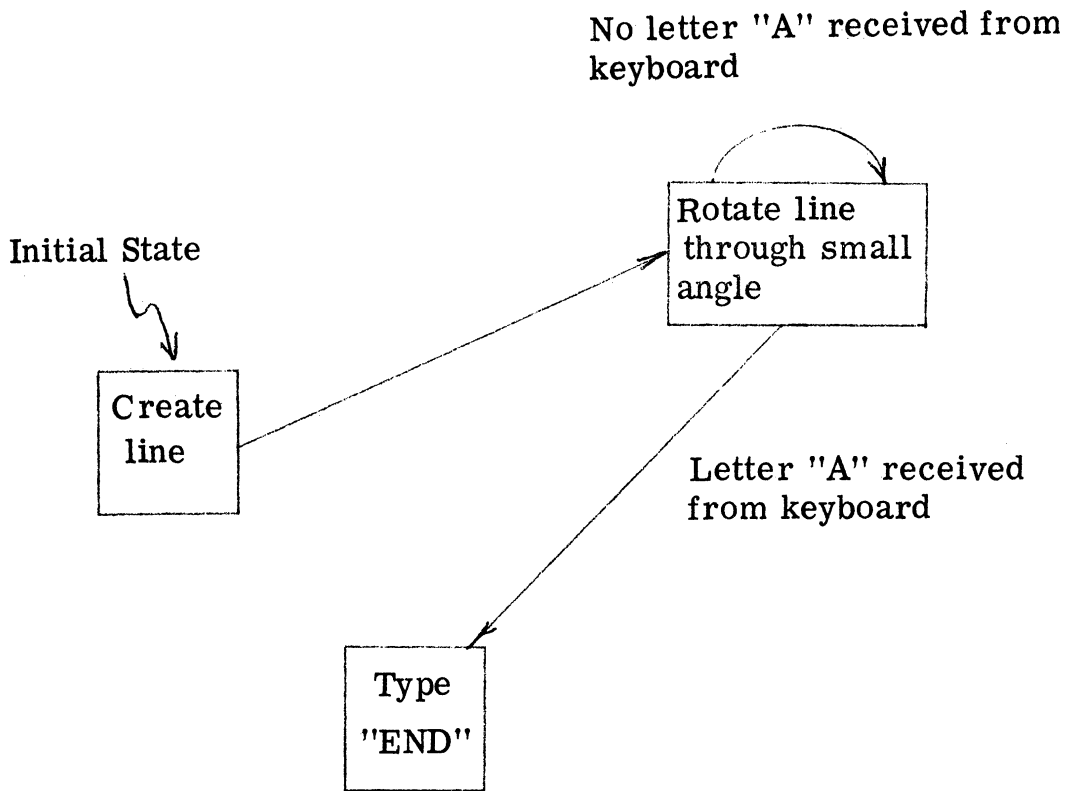 No letter "A" received from
keyboard
Rotate line
through small
angle
Initial State
Create
line
Letter "A" received
from keyboard
Type
"END"